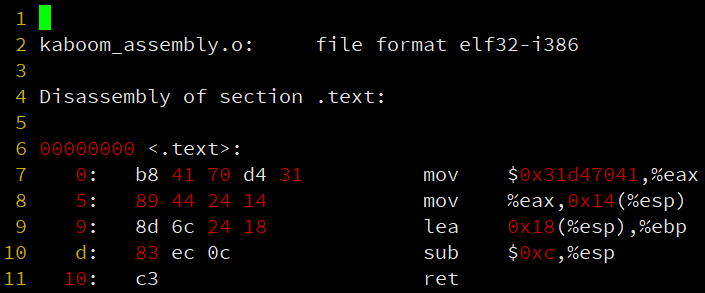 1
2 kaboom_assembly.o:     file format elf32-i386
3
4 Disassembly of section .text:
5
6 00000000 <.text>:
7    0:   b8 41 70 d4 31          mov    $0x31d47041,%eax
8    5:   89 44 24 14             mov    %eax,0x14(%esp)
9    9:   8d 6c 24 18             lea    0x18(%esp),%ebp
10    d:   83 ec 0c                sub    $0xc,%esp
11   10:   c3                      ret